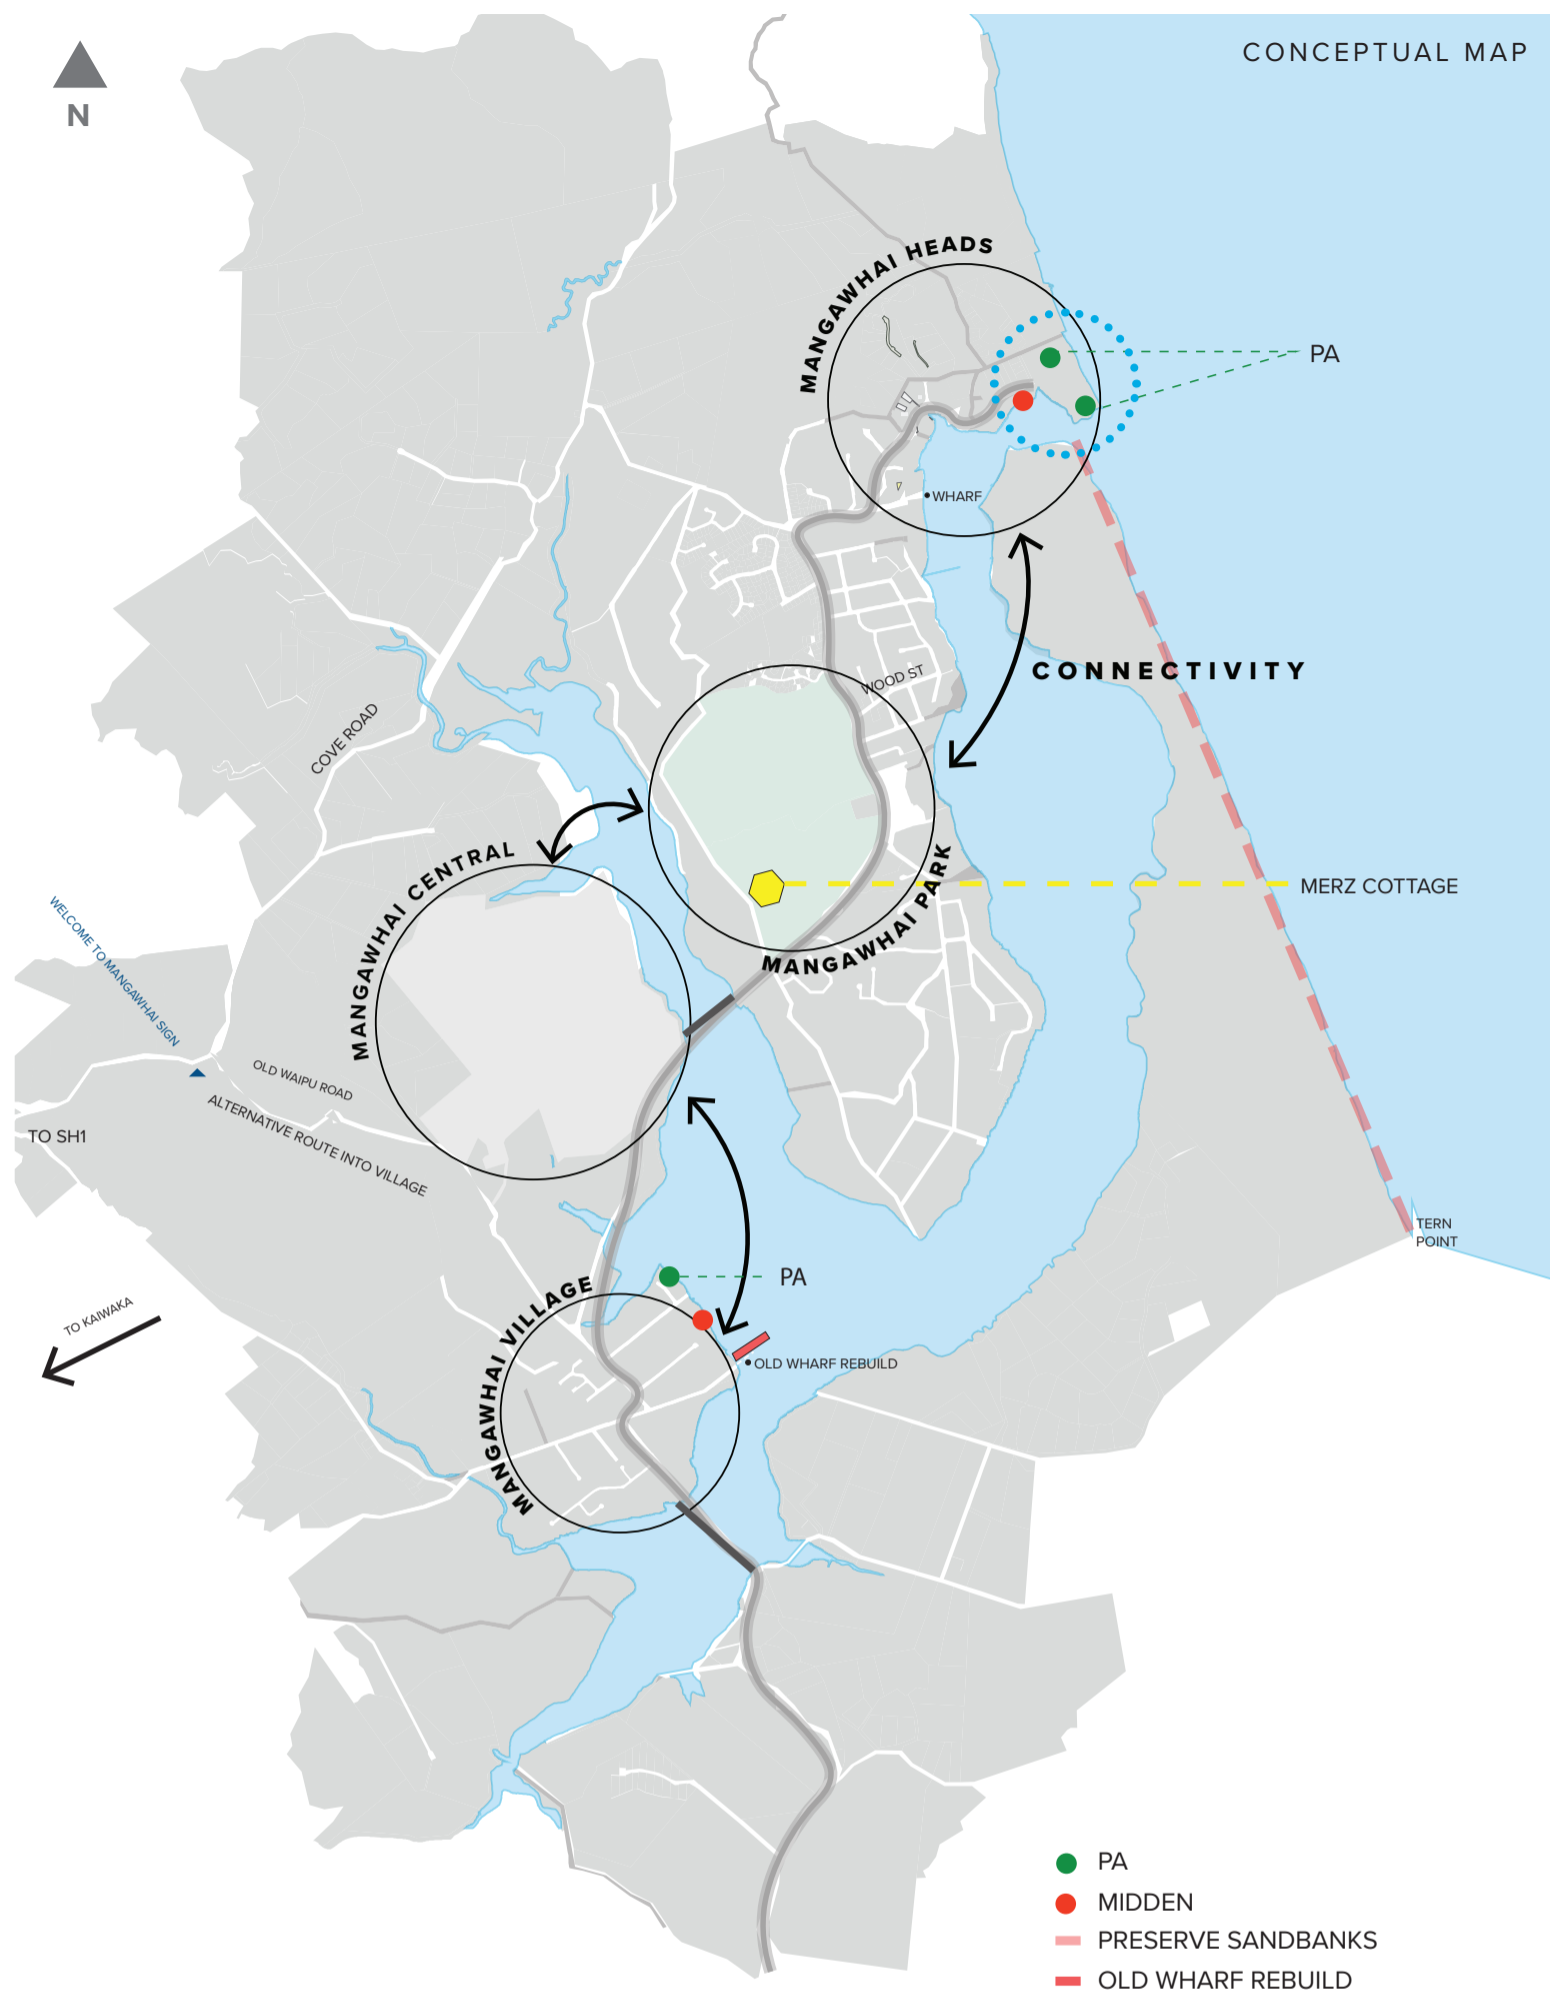 CONCEPTUAL MAP
N
MANGAWHAI HEADS
PA
WHARF
CONNECTIVITY
WOOD ST
COVE ROAD
MANGAWHAI CENTRAL
MERZ COTTAGE
MANGAWHAI PARK
WELCOME TO MANGAWHAI SIGN
OLD WAIPU ROAD
ALTERNATIVE ROUTE INTO VILLAGE
TO SH1
TERN
POINT
PA
MANGAWHAI VILLAGE
TO KAIWAKA
OLD WHARF REBUILD
PA
MIDDEN
PRESERVE SANDBANKS
OLD WHARF REBUILD